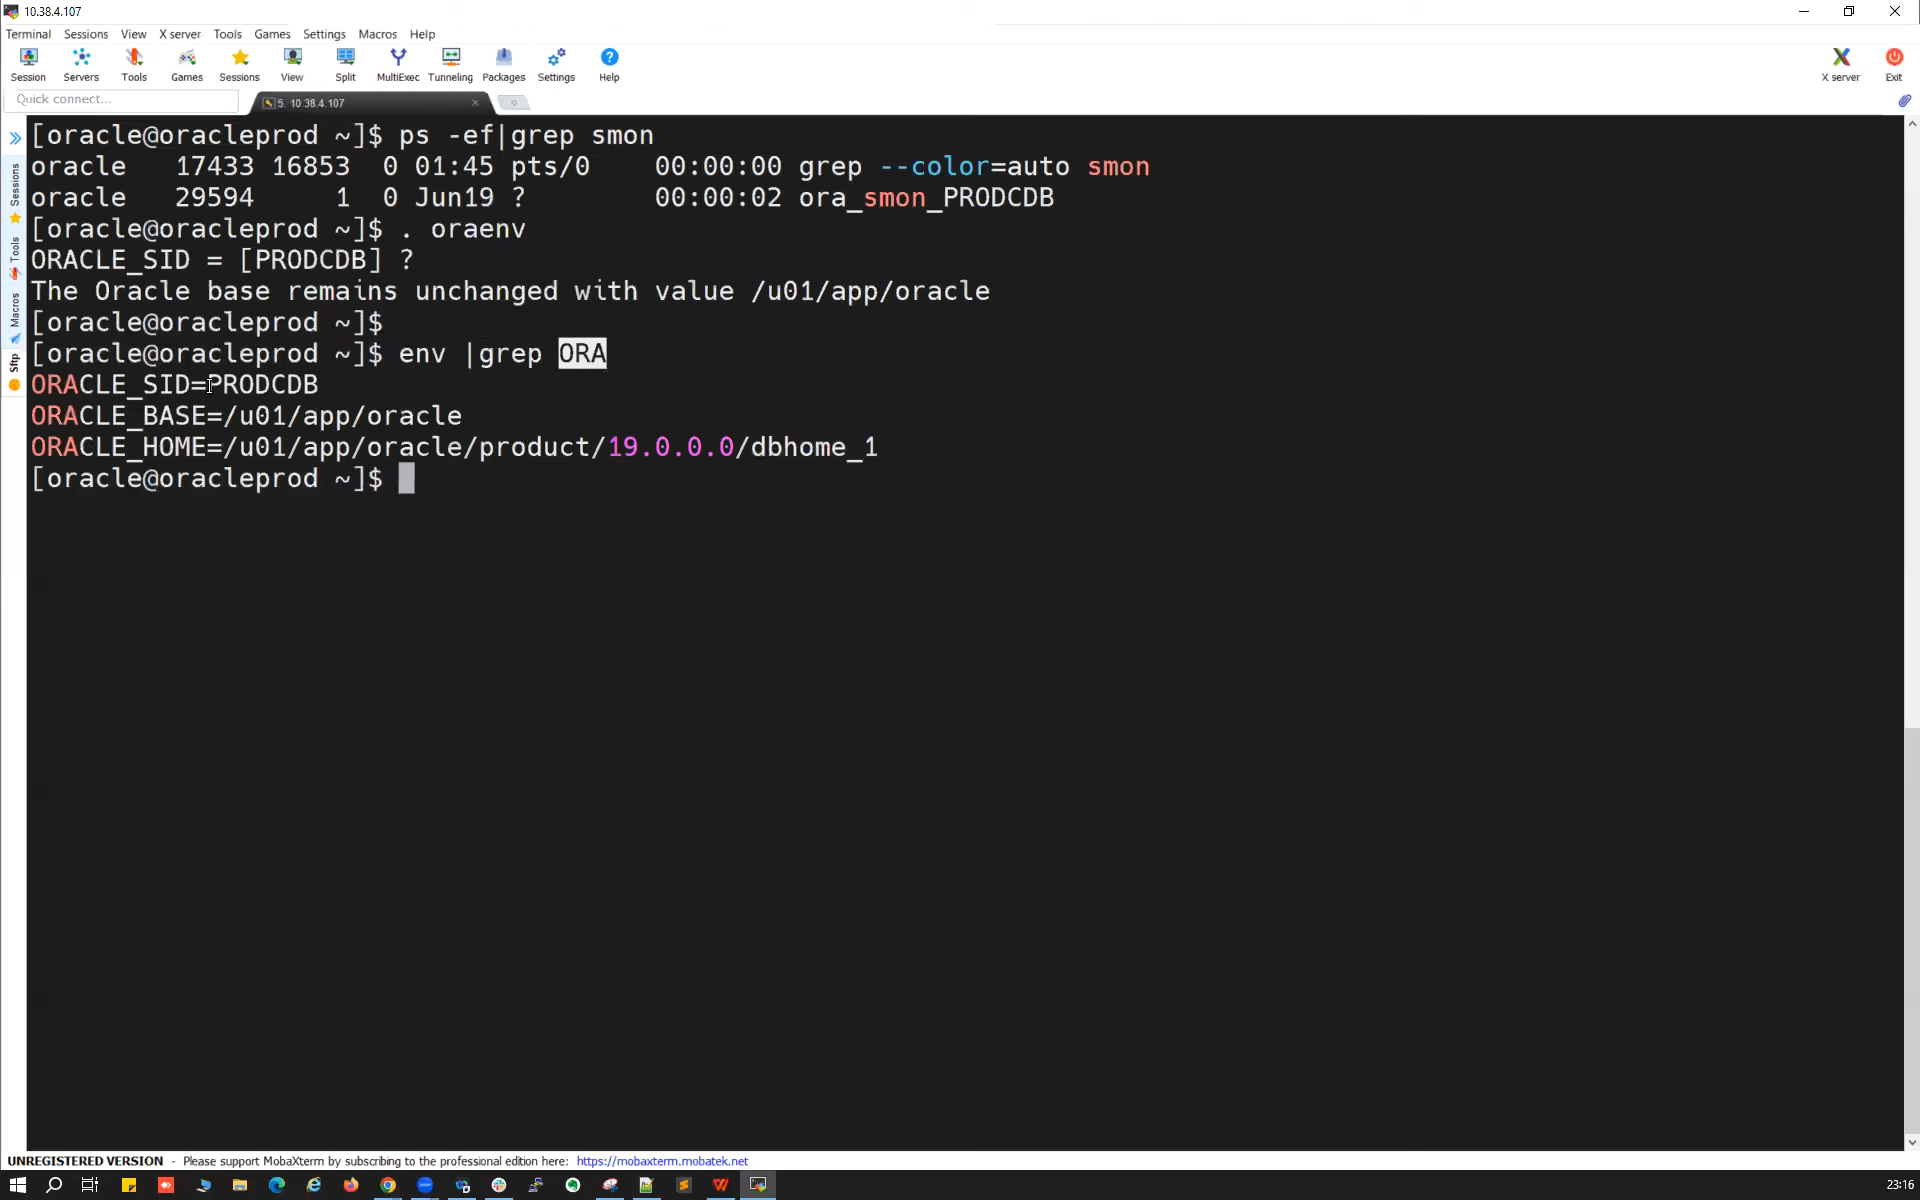 10.38.4.107
Terminal Sessions View X server Tools Games Settings Macros Help
Session Servers Tools Games Sessions View Split MultiExec Tunneling Packages Settings Help X server Exit
Quick connect...
5. 10.38.4.107
Sessions
Tools
Macros
Sftp
[oracle@oracleprod ~]$ ps -ef|grep smon
oracle   17433 16853  0 01:45 pts/0    00:00:00 grep --color=auto smon
oracle   29594     1  0 Jun19 ?        00:00:02 ora_smon_PRODCDB
[oracle@oracleprod ~]$ . oraenv
ORACLE_SID = [PRODCDB] ?
The Oracle base remains unchanged with value /u01/app/oracle
[oracle@oracleprod ~]$
[oracle@oracleprod ~]$ env |grep ORA
ORACLE_SID=PRODCDB
ORACLE_BASE=/u01/app/oracle
ORACLE_HOME=/u01/app/oracle/product/19.0.0.0/dbhome_1
[oracle@oracleprod ~]$
UNREGISTERED VERSION - Please support MobaXterm by subscribing to the professional edition here: https://mobaxterm.mobatek.net
23:16